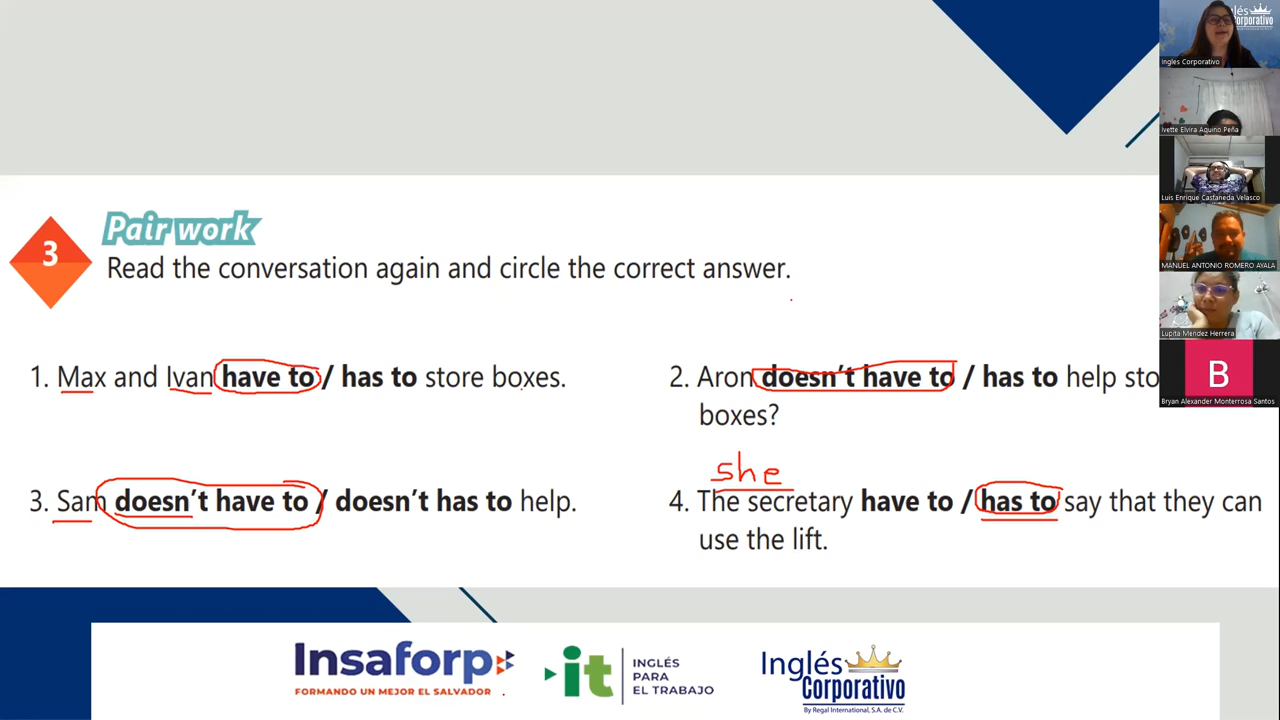 Pair work
3
Read the conversation again and circle the correct answer.
1. Max and Ivan have to / has to store boxes.
2. Aron doesn't have to / has to help sto
boxes?
3. Sam doesn't have to / doesn't has to help.
she
4. The secretary have to / has to say that they can
use the lift.
Insaforp
FORMANDO UN MEJOR EL SALVADOR
it
INGLÉS
PARA
EL TRABAJO
Inglés
Corporativo
By Regal International, S.A. de C.V.
Inglés
Corporativo
Ingles Corporativo
Ivette Elvira Aquino Peña
Luis Enrique Castaneda Velasco
MANUEL ANTONIO ROMERO AYALA
Lupita Mendez Herrera
B
Bryan Alexander Monterrosa Santos